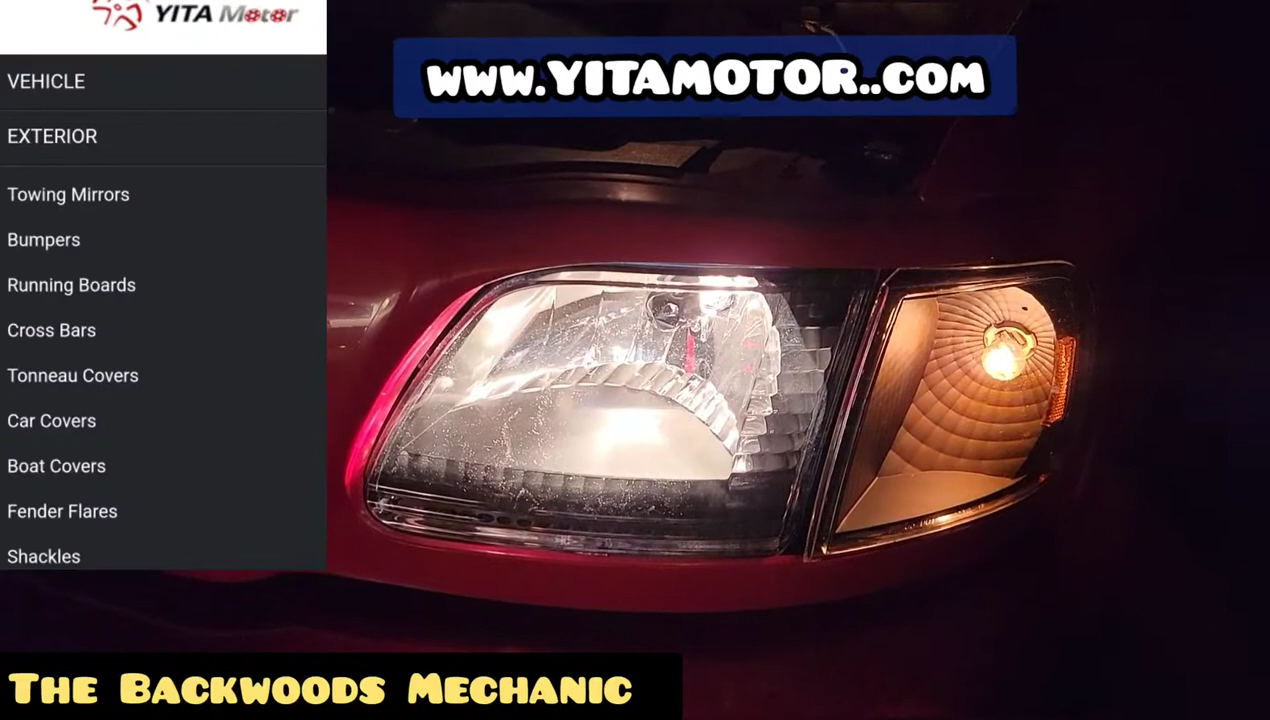 YITA Motor
www.YITAMOTOR..com
VEHICLE
EXTERIOR
Towing Mirrors
Bumpers
Running Boards
Cross Bars
Tonneau Covers
Car Covers
Boat Covers
Fender Flares
Shackles
The Backwoods Mechanic